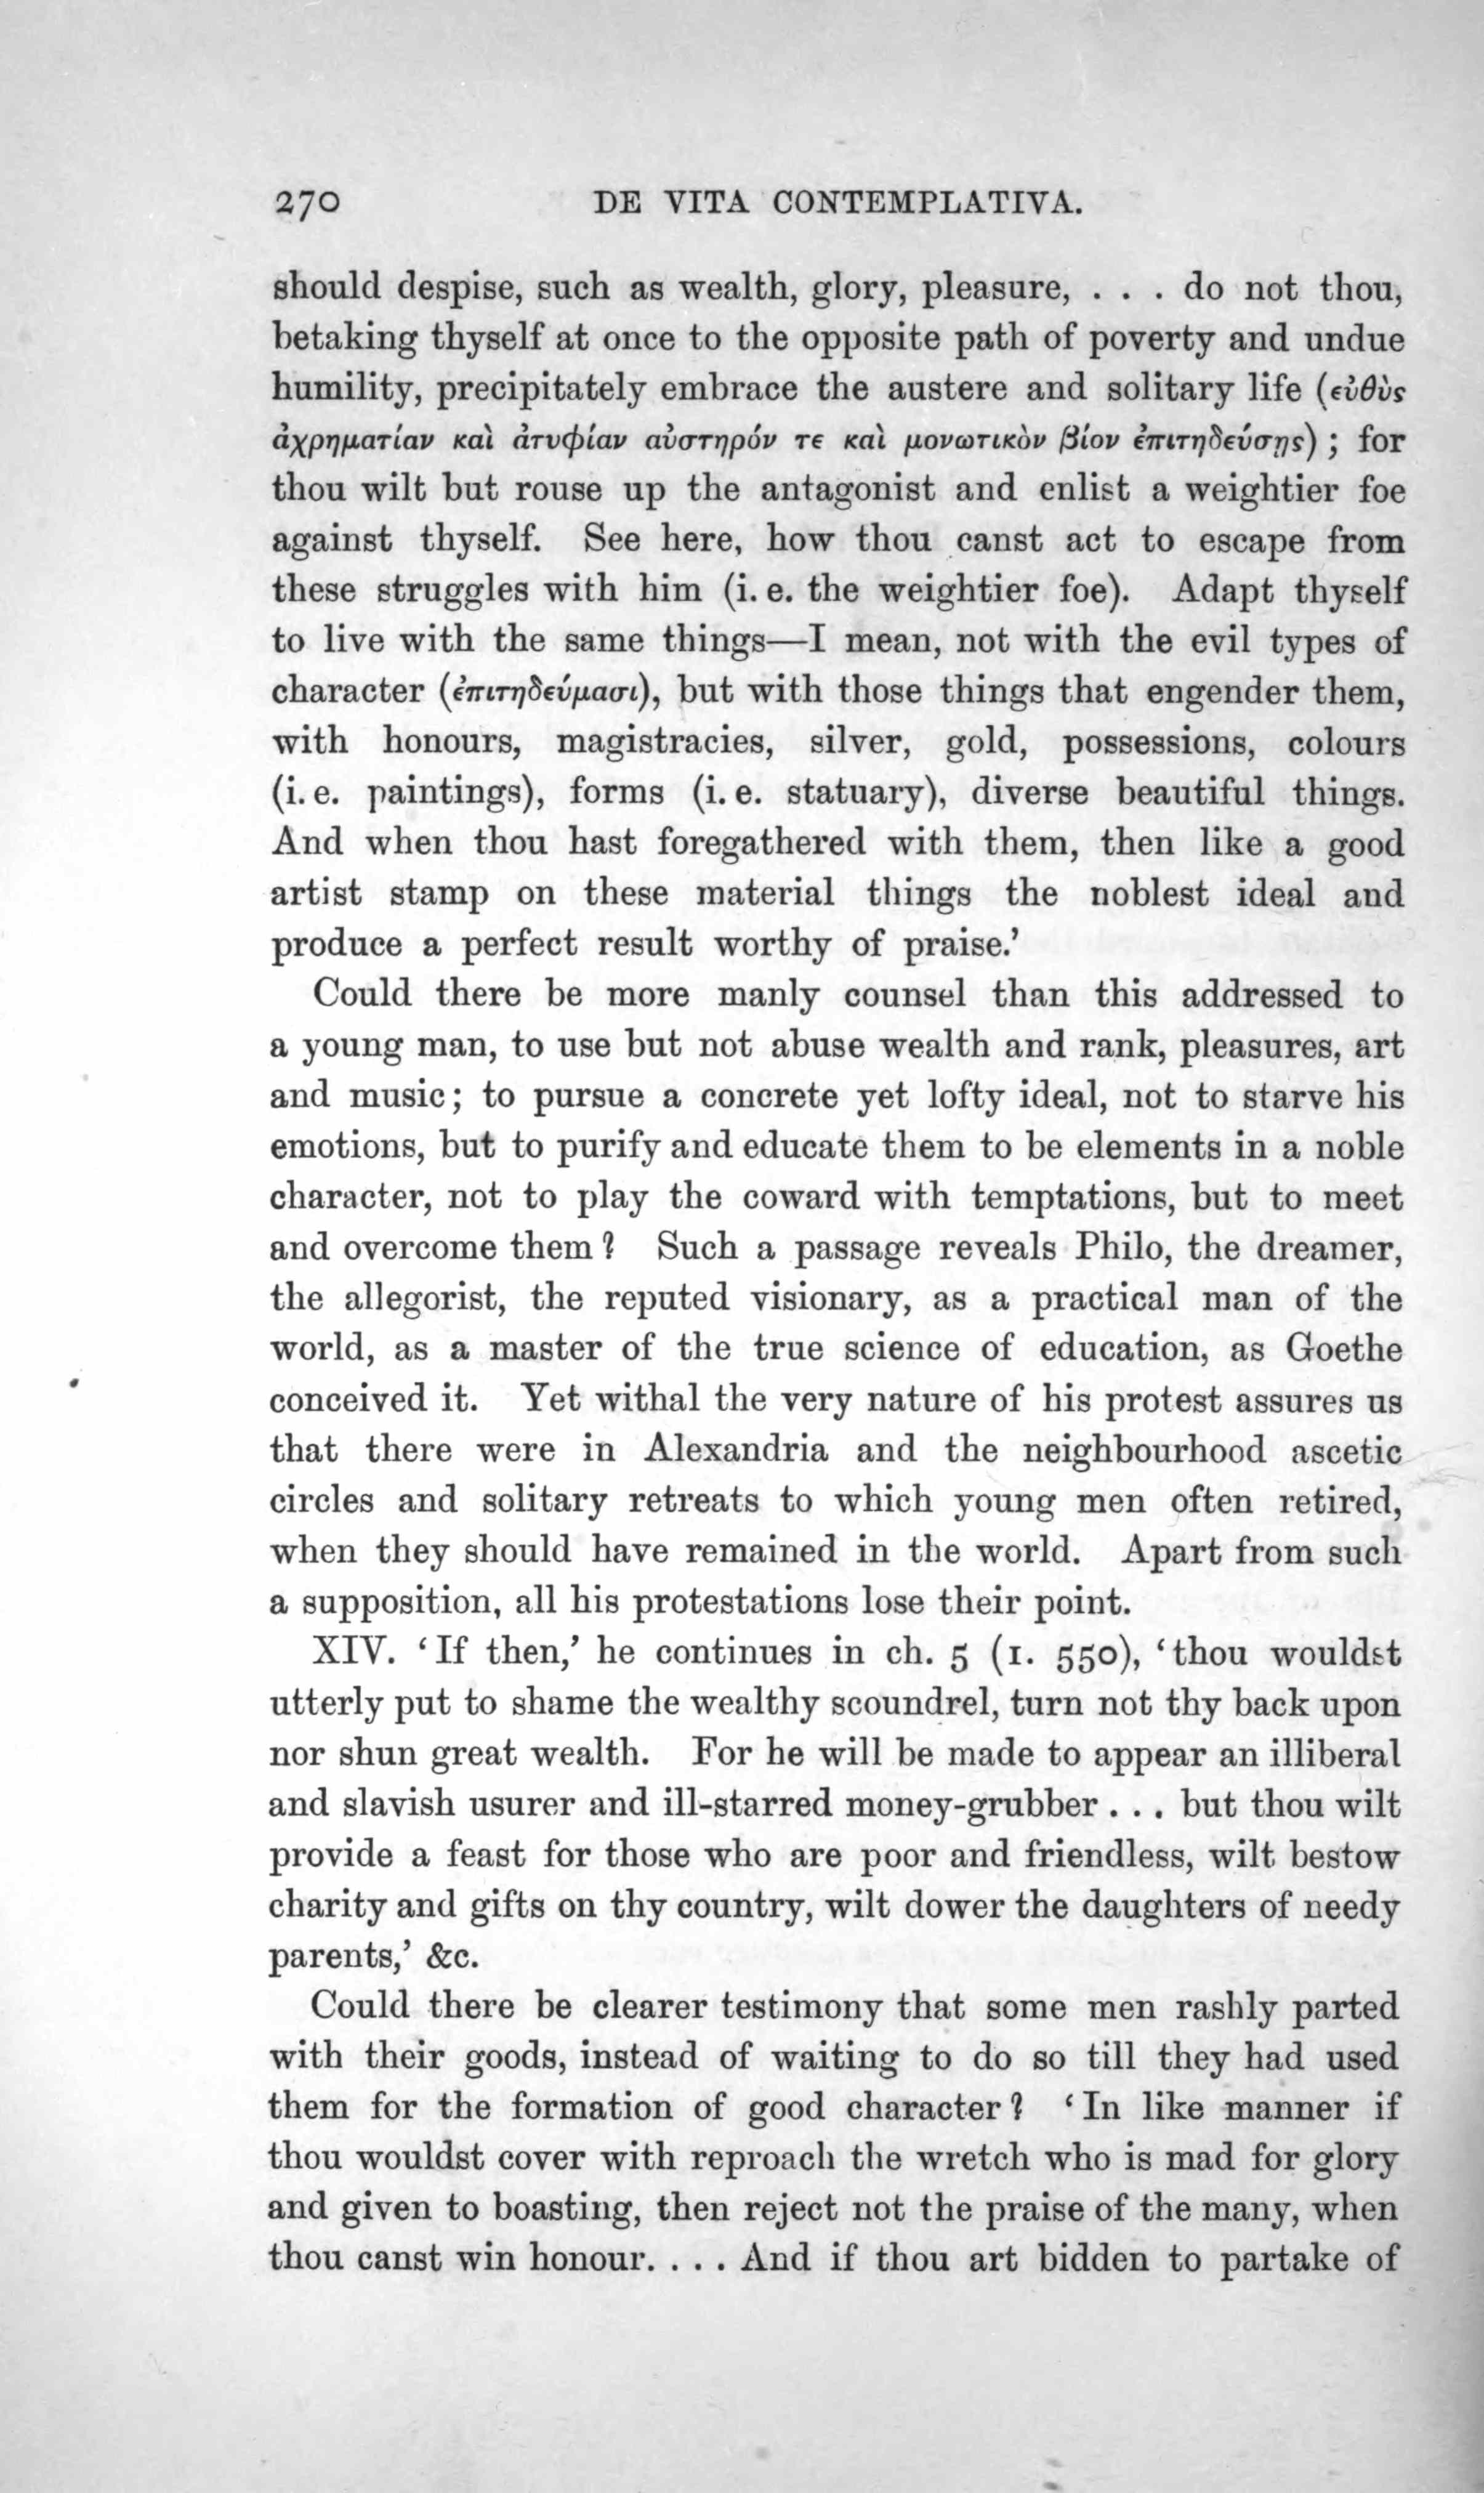 270 DE VITA CONTEMPLATIVA.
should despise, such as wealth, glory, pleasure, . . . do not thou,
betaking thyself at once to the opposite path of poverty and undue
humility, precipitately embrace the austere and solitary life (εὐθὺς
ἀχρηματίαν καὶ ἀτυφίαν αὐστηρόν τε καὶ μονωτικὸν βίον ἐπιτηδεύσῃς) ; for
thou wilt but rouse up the antagonist and enlist a weightier foe
against thyself. See here, how thou canst act to escape from
these struggles with him (i. e. the weightier foe). Adapt thyself
to live with the same things—I mean, not with the evil types of
character (ἐπιτηδεύμασι), but with those things that engender them,
with honours, magistracies, silver, gold, possessions, colours
(i. e. paintings), forms (i. e. statuary), diverse beautiful things.
And when thou hast foregathered with them, then like a good
artist stamp on these material things the noblest ideal and
produce a perfect result worthy of praise.’
Could there be more manly counsel than this addressed to
a young man, to use but not abuse wealth and rank, pleasures, art
and music; to pursue a concrete yet lofty ideal, not to starve his
emotions, but to purify and educate them to be elements in a noble
character, not to play the coward with temptations, but to meet
and overcome them ? Such a passage reveals Philo, the dreamer,
the allegorist, the reputed visionary, as a practical man of the
world, as a master of the true science of education, as Goethe
conceived it. Yet withal the very nature of his protest assures us
that there were in Alexandria and the neighbourhood ascetic
circles and solitary retreats to which young men often retired,
when they should have remained in the world. Apart from such
a supposition, all his protestations lose their point.
XIV. ‘If then,’ he continues in ch. 5 (I. 550), ‘thou wouldst
utterly put to shame the wealthy scoundrel, turn not thy back upon
nor shun great wealth. For he will be made to appear an illiberal
and slavish usurer and ill-starred money-grubber . . . but thou wilt
provide a feast for those who are poor and friendless, wilt bestow
charity and gifts on thy country, wilt dower the daughters of needy
parents,’ &c.
Could there be clearer testimony that some men rashly parted
with their goods, instead of waiting to do so till they had used
them for the formation of good character ? ‘In like manner if
thou wouldst cover with reproach the wretch who is mad for glory
and given to boasting, then reject not the praise of the many, when
thou canst win honour. . . . And if thou art bidden to partake of